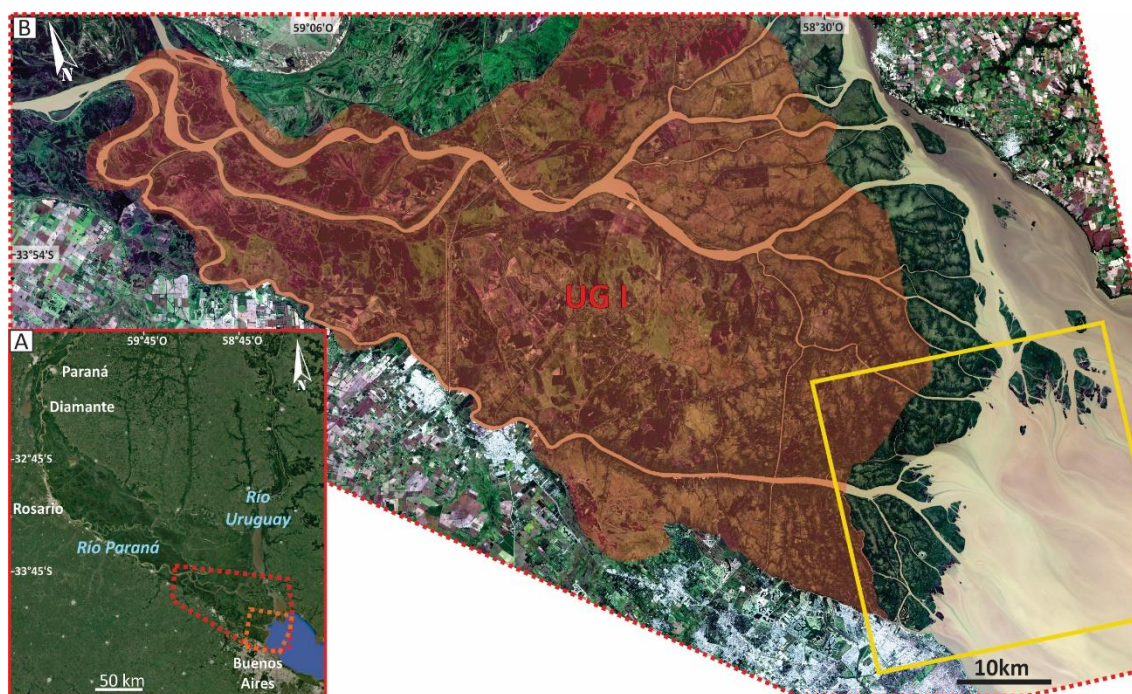 B
N
59°06'O
58°30'O
33°54'S
UG I
10km
A
59°45'O
58°45'O
N
Paraná
Diamante
32°45'S
Rosario
Río
Uruguay
Río Paraná
33°45'S
Buenos
Aires
50 km